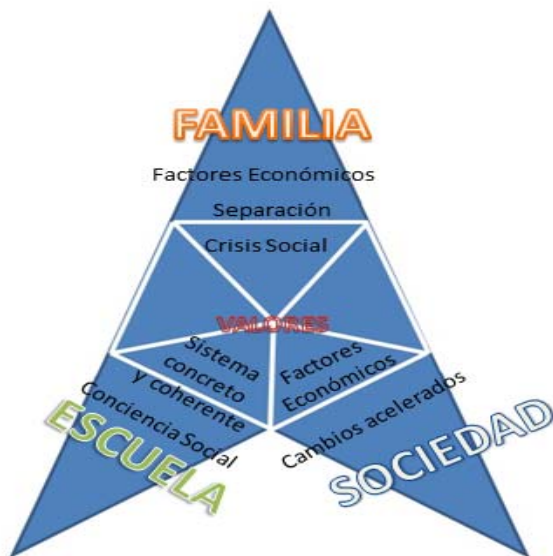 FAMILIA
Factores Económicos
Separación
Crisis Social
VALORES
Sistema
concreto
y coherente
Conciencia Social
ESCUELA
Factores
Económicos
Cambios acelerados
SOCIEDAD